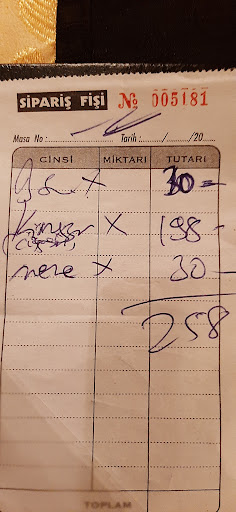 SİPARİŞ FİŞİ № 005181
Masa No: Tarih: / /20
CİNSİ MİKTARI TUTARI
X 30 =
X 198 -
X 30 -
258
TOPLAM